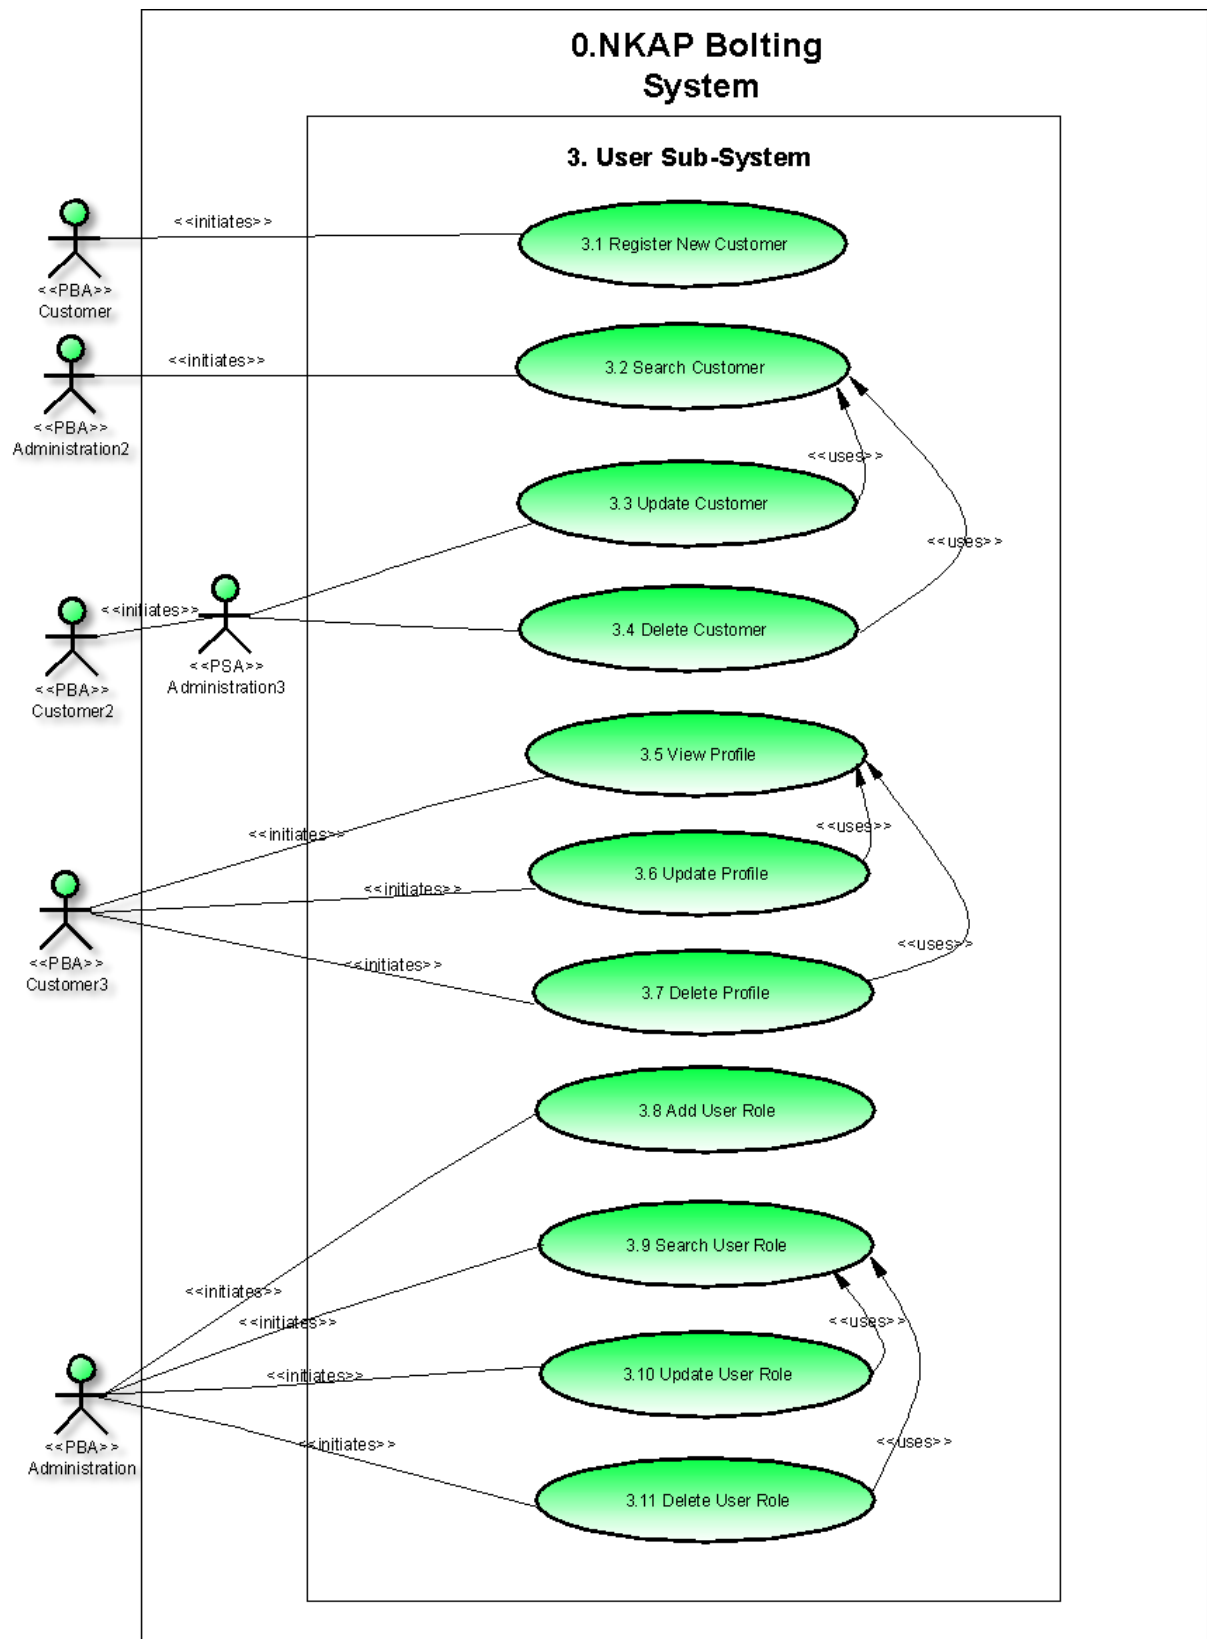 0.NKAP Bolting
System
3. User Sub-System
<<initiates>>
3.1 Register New Customer
<<PBA>>
Customer
<<initiates>>
3.2 Search Customer
<<PBA>>
Administration2
<<uses>>
3.3 Update Customer
<<uses>>
<<initiates>>
3.4 Delete Customer
<<PBA>>
Customer2
<<PSA>>
Administration3
3.5 View Profile
<<initiates>>
<<uses>>
3.6 Update Profile
<<initiates>>
<<PBA>>
Customer3
<<uses>>
<<initiates>>
3.7 Delete Profile
3.8 Add User Role
3.9 Search User Role
<<initiates>>
<<initiates>>
<<uses>>
<<initiates>>
3.10 Update User Role
<<PBA>>
Administration
<<initiates>>
<<uses>>
3.11 Delete User Role